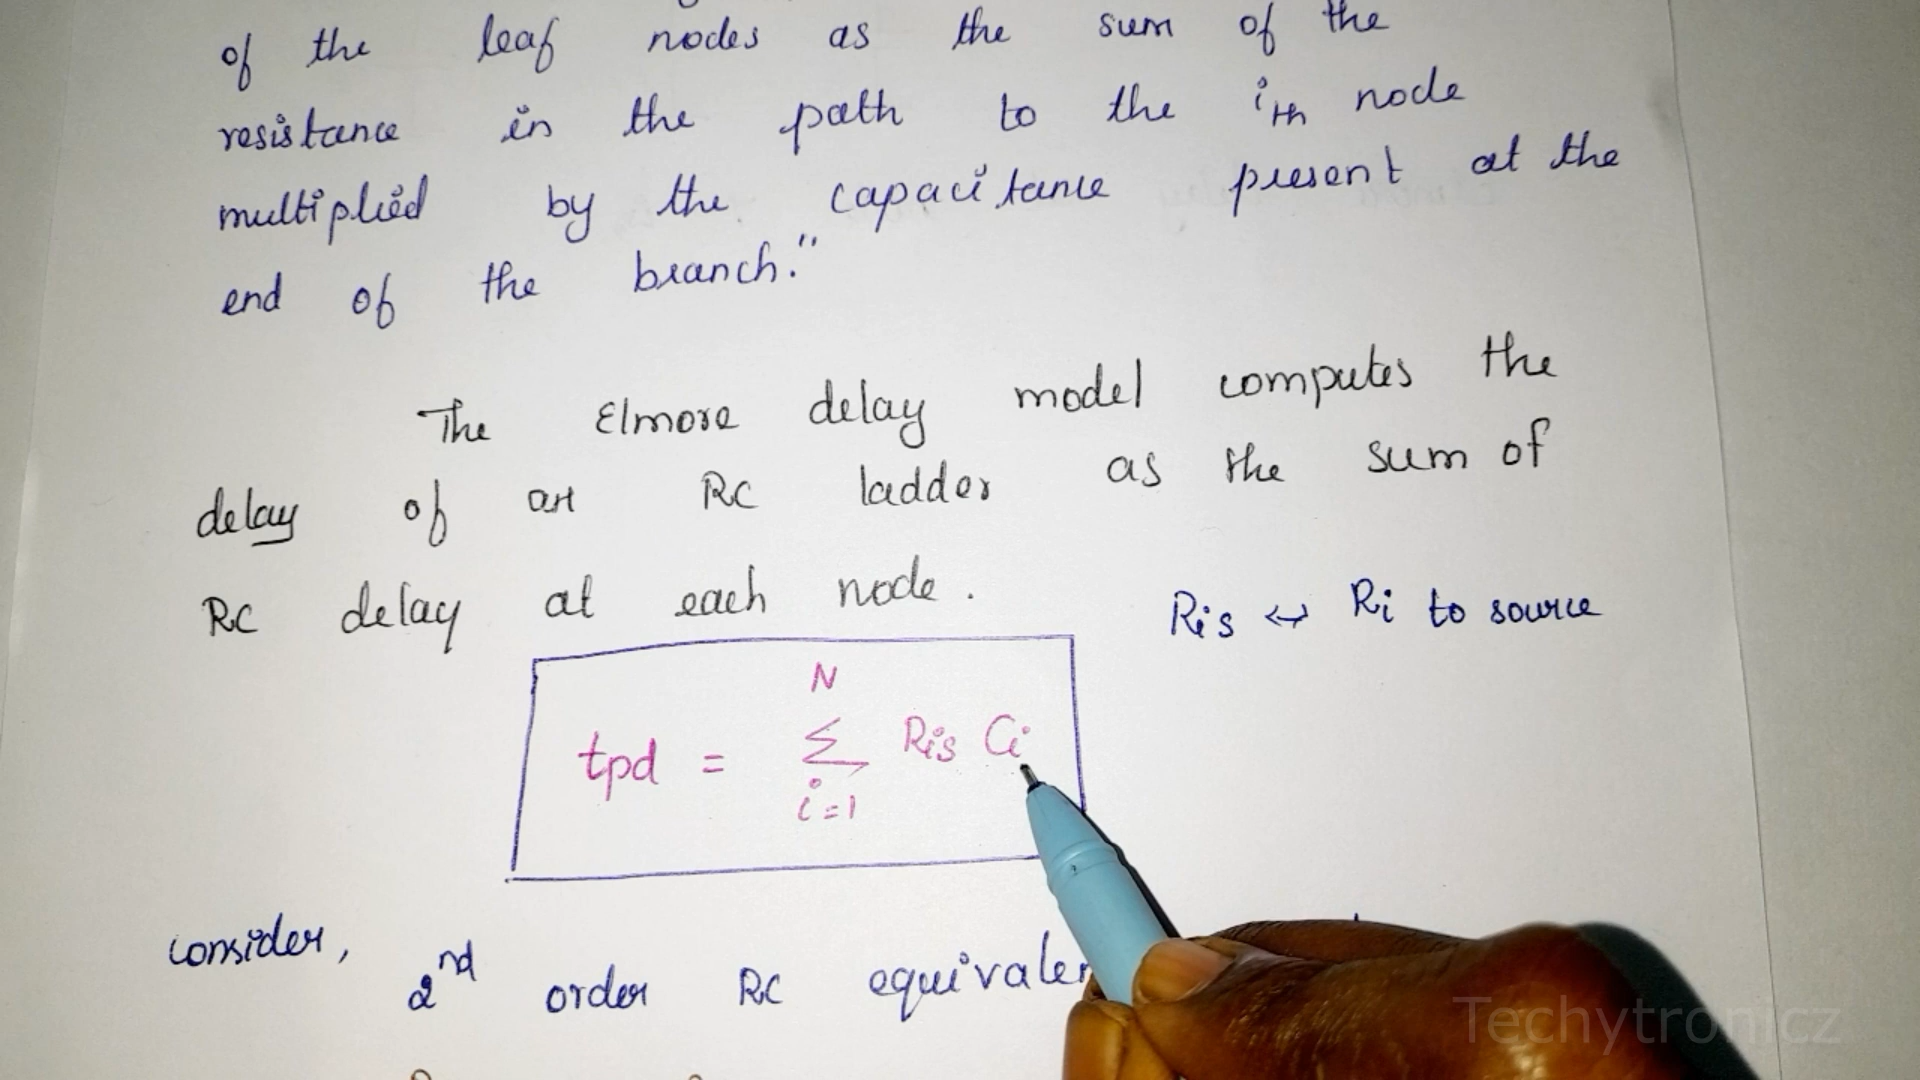 of the leaf nodes as the sum of the
resistance in the path to the ith node
multiplied by the capacitance present at the
end of the branch."
The Elmore delay model computes the
delay of an RC ladder as the sum of
RC delay at each node.
Ris ↔ Ri to source
N
tpd = Σ Ris Ci
i=1
consider,
2nd order RC
Techytronicz